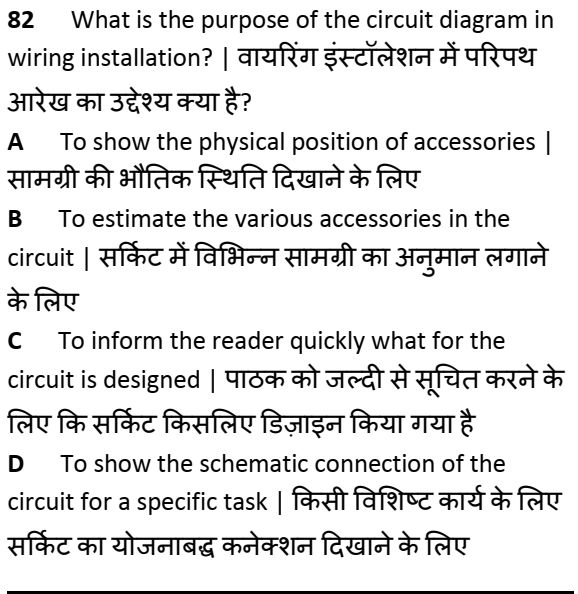 82 What is the purpose of the circuit diagram in
wiring installation? | वायरिंग इंस्टॉलेशन में परिपथ
आरेख का उद्देश्य क्या है?
A To show the physical position of accessories |
सामग्री की भौतिक स्थिति दिखाने के लिए
B To estimate the various accessories in the
circuit | सर्किट में विभिन्न सामग्री का अनुमान लगाने
के लिए
C To inform the reader quickly what for the
circuit is designed | पाठक को जल्दी से सूचित करने के
लिए कि सर्किट किसलिए डिज़ाइन किया गया है
D To show the schematic connection of the
circuit for a specific task | किसी विशिष्ट कार्य के लिए
सर्किट का योजनाबद्ध कनेक्शन दिखाने के लिए